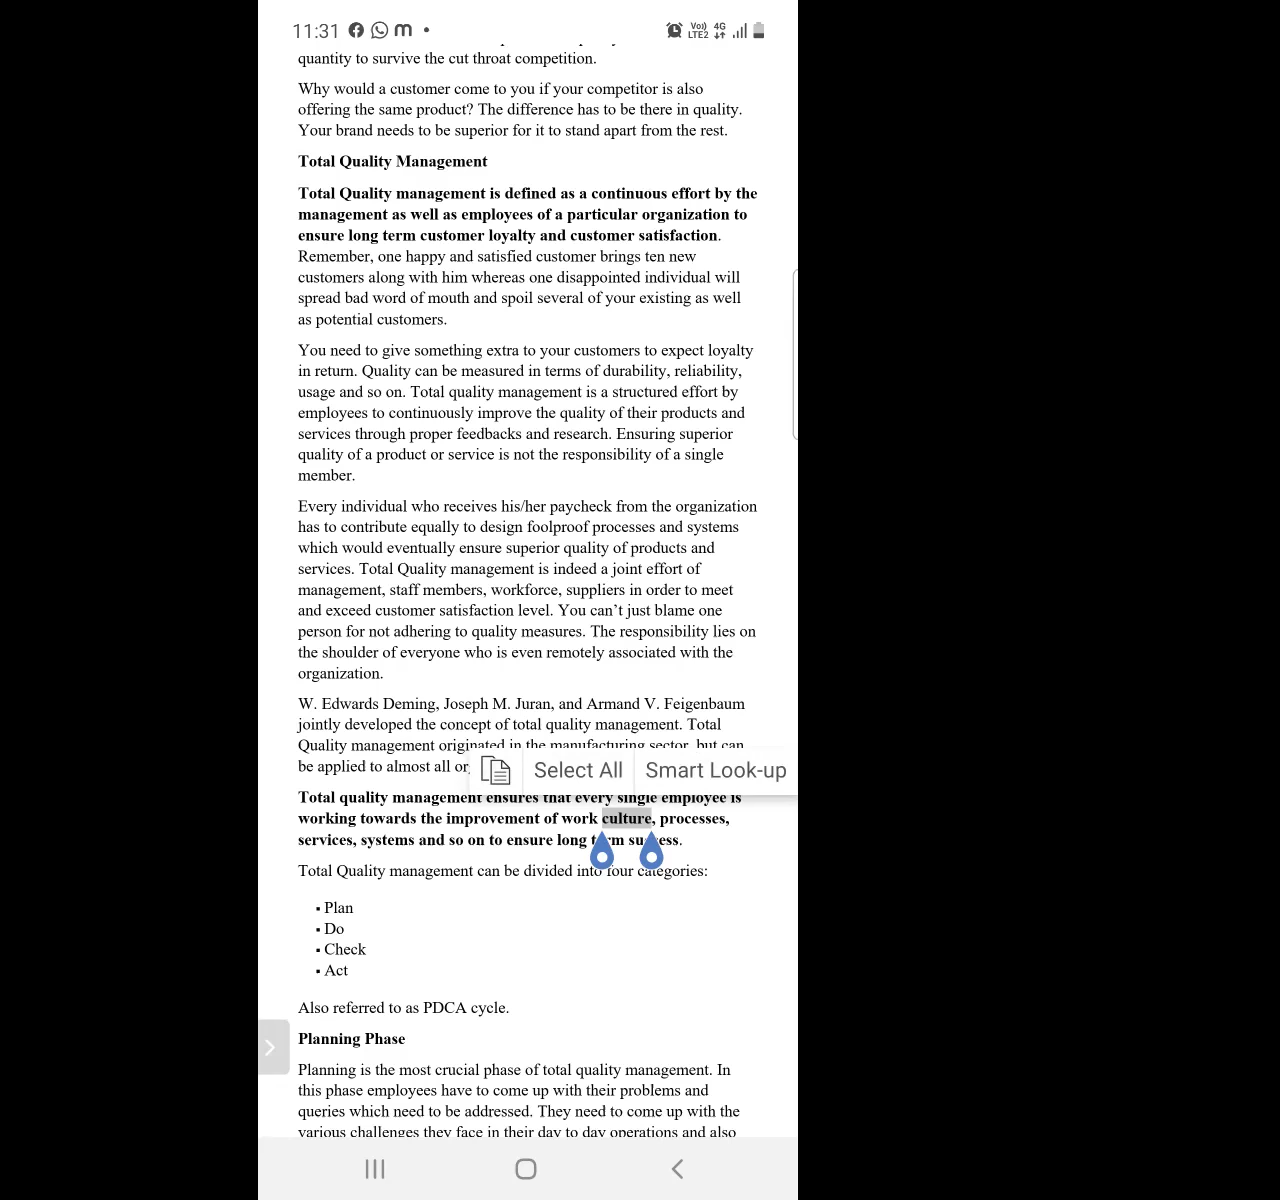 11:31
Vo)) 4G
LTE2
quantity to survive the cut throat competition.
Why would a customer come to you if your competitor is also
offering the same product? The difference has to be there in quality.
Your brand needs to be superior for it to stand apart from the rest.
Total Quality Management
Total Quality management is defined as a continuous effort by the
management as well as employees of a particular organization to
ensure long term customer loyalty and customer satisfaction.
Remember, one happy and satisfied customer brings ten new
customers along with him whereas one disappointed individual will
spread bad word of mouth and spoil several of your existing as well
as potential customers.
You need to give something extra to your customers to expect loyalty
in return. Quality can be measured in terms of durability, reliability,
usage and so on. Total quality management is a structured effort by
employees to continuously improve the quality of their products and
services through proper feedbacks and research. Ensuring superior
quality of a product or service is not the responsibility of a single
member.
Every individual who receives his/her paycheck from the organization
has to contribute equally to design foolproof processes and systems
which would eventually ensure superior quality of products and
services. Total Quality management is indeed a joint effort of
management, staff members, workforce, suppliers in order to meet
and exceed customer satisfaction level. You can’t just blame one
person for not adhering to quality measures. The responsibility lies on
the shoulder of everyone who is even remotely associated with the
organization.
W. Edwards Deming, Joseph M. Juran, and Armand V. Feigenbaum
jointly developed the concept of total quality management. Total
Quality management originated in the manufacturing sector, but can
be applied to almost all or
Select All Smart Look-up
Total quality management ensures that every single employee is
working towards the improvement of work culture, processes,
services, systems and so on to ensure long term success.
Total Quality management can be divided into four categories:
▪ Plan
▪ Do
▪ Check
▪ Act
Also referred to as PDCA cycle.
Planning Phase
Planning is the most crucial phase of total quality management. In
this phase employees have to come up with their problems and
queries which need to be addressed. They need to come up with the
various challenges they face in their day to day operations and also